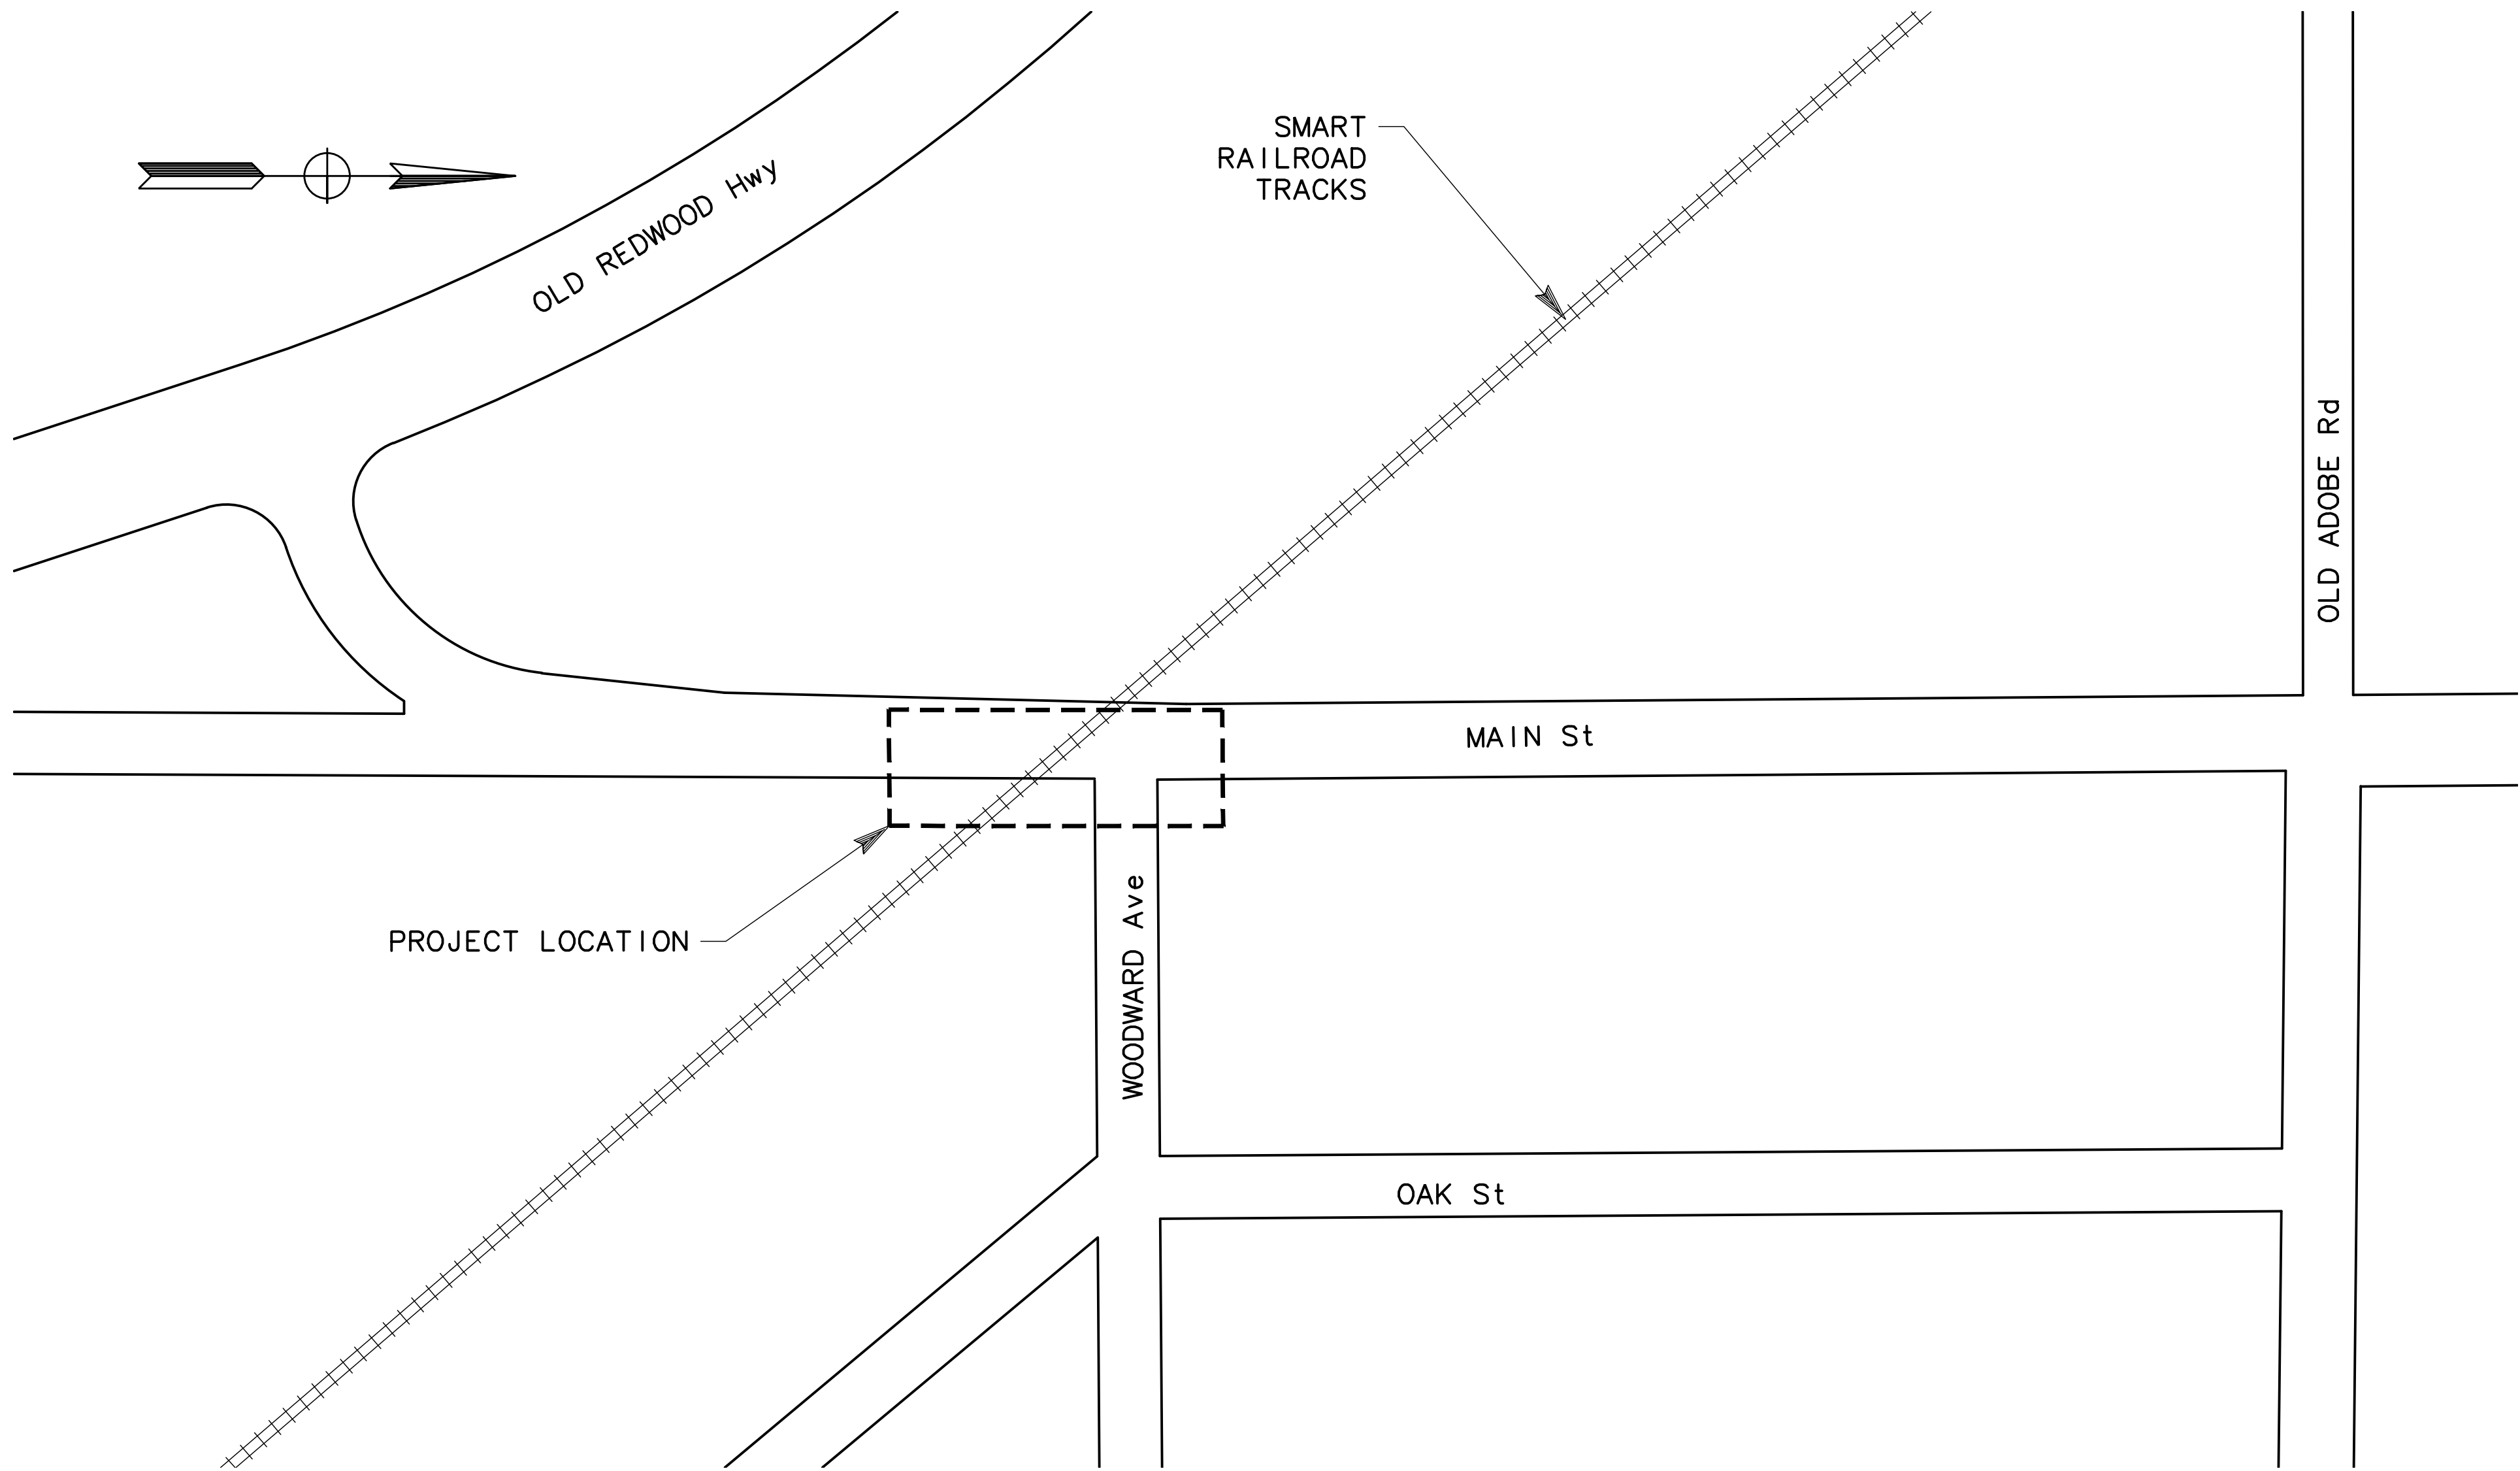 SMART
RAILROAD
TRACKS
OLD REDWOOD Hwy
OLD ADOBE Rd
MAIN St
WOODWARD Ave
PROJECT LOCATION
OAK St